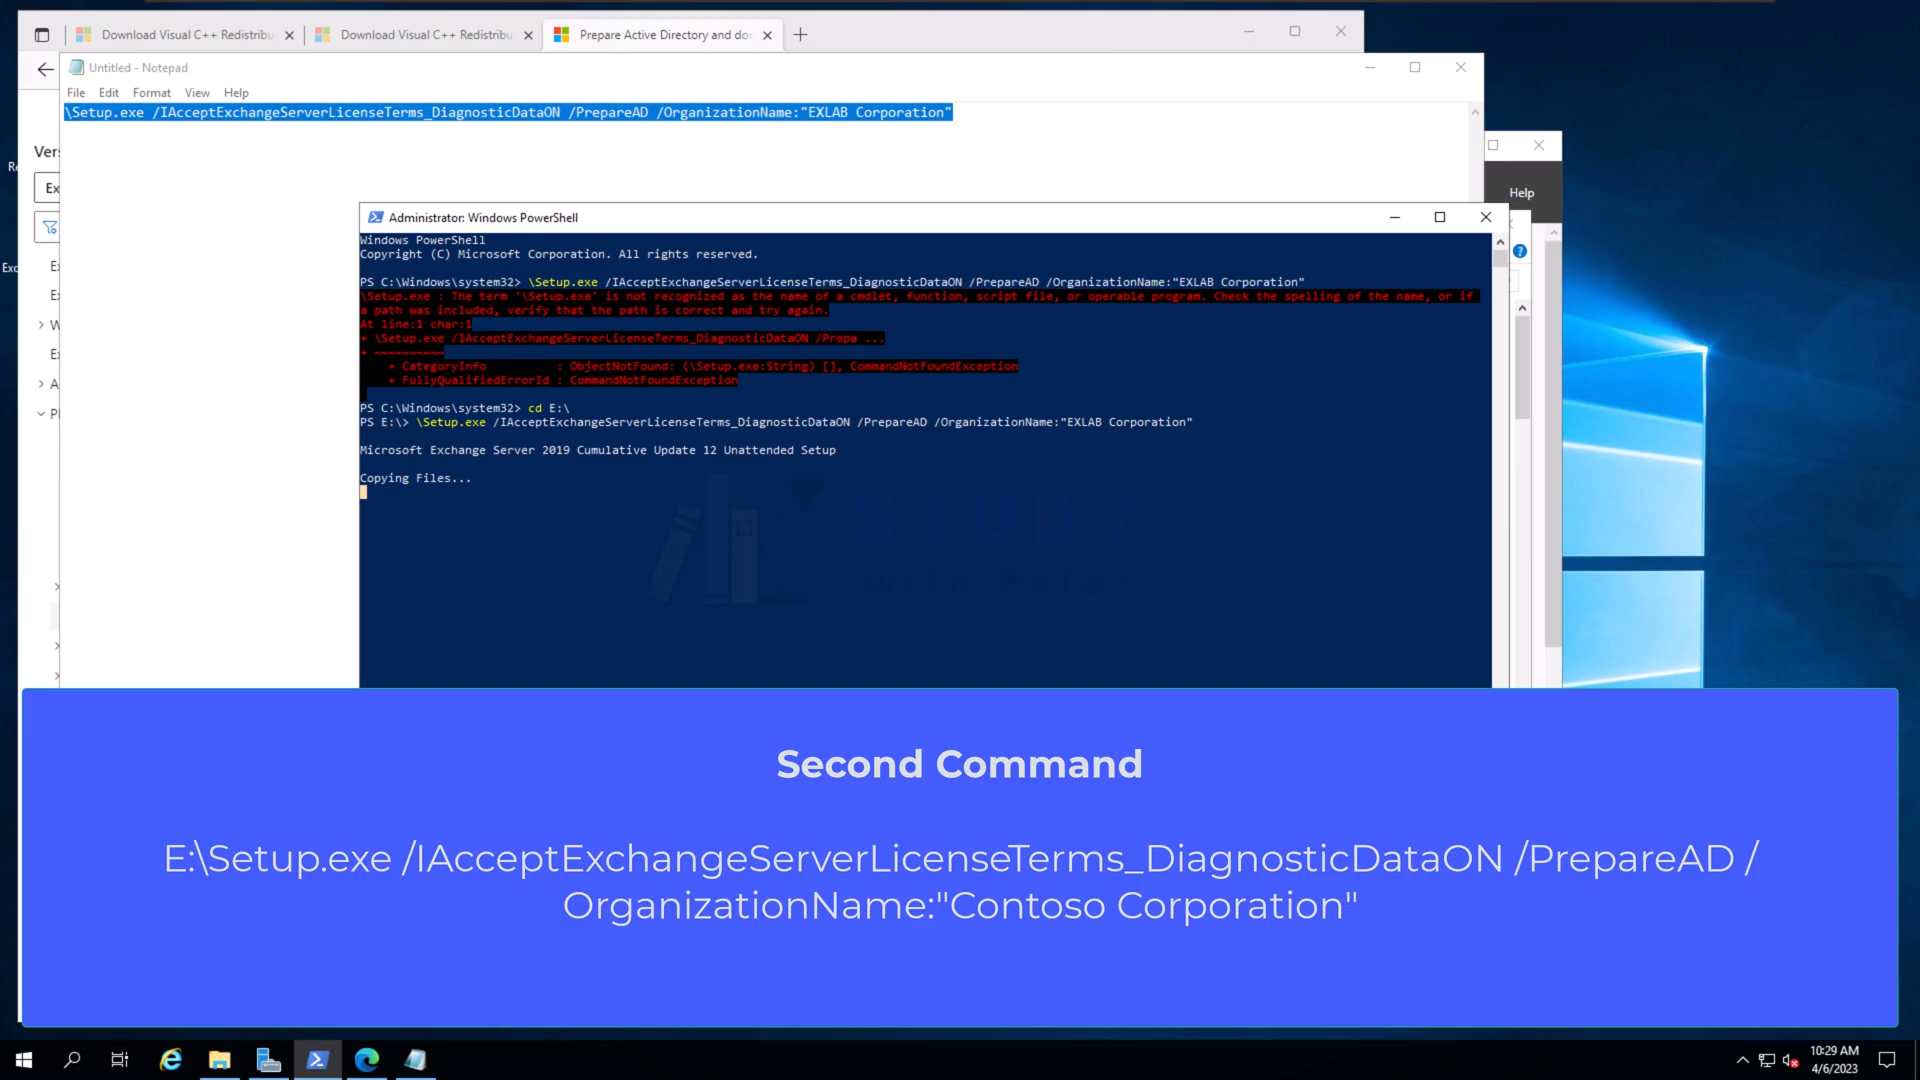 Download Visual C++ Redistribu
Download Visual C++ Redistribu
Prepare Active Directory and do
Untitled - Notepad
File Edit Format View Help
\Setup.exe /IAcceptExchangeServerLicenseTerms_DiagnosticDataON /PrepareAD /OrganizationName:"EXLAB Corporation"
Ver
Ex
Help
Administrator: Windows PowerShell
Windows PowerShell
Copyright (C) Microsoft Corporation. All rights reserved.
PS C:\Windows\system32> \Setup.exe /IAcceptExchangeServerLicenseTerms_DiagnosticDataON /PrepareAD /OrganizationName:"EXLAB Corporation"
\Setup.exe : The term '\Setup.exe' is not recognized as the name of a cmdlet, function, script file, or operable program. Check the spelling of the name, or if
a path was included, verify that the path is correct and try again.
At line:1 char:1
+ \Setup.exe /IAcceptExchangeServerLicenseTerms_DiagnosticDataON /Prepa ...
+ ~~~~~~~~~~
+ CategoryInfo : ObjectNotFound: (\Setup.exe:String) [], CommandNotFoundException
+ FullyQualifiedErrorId : CommandNotFoundException
PS C:\Windows\system32> cd E:\
PS E:\> \Setup.exe /IAcceptExchangeServerLicenseTerms_DiagnosticDataON /PrepareAD /OrganizationName:"EXLAB Corporation"
Microsoft Exchange Server 2019 Cumulative Update 12 Unattended Setup
Copying Files...
STUDY
with Peter
Second Command
E:\Setup.exe /IAcceptExchangeServerLicenseTerms_DiagnosticDataON /PrepareAD /
OrganizationName:"Contoso Corporation"
10:29 AM
4/6/2023